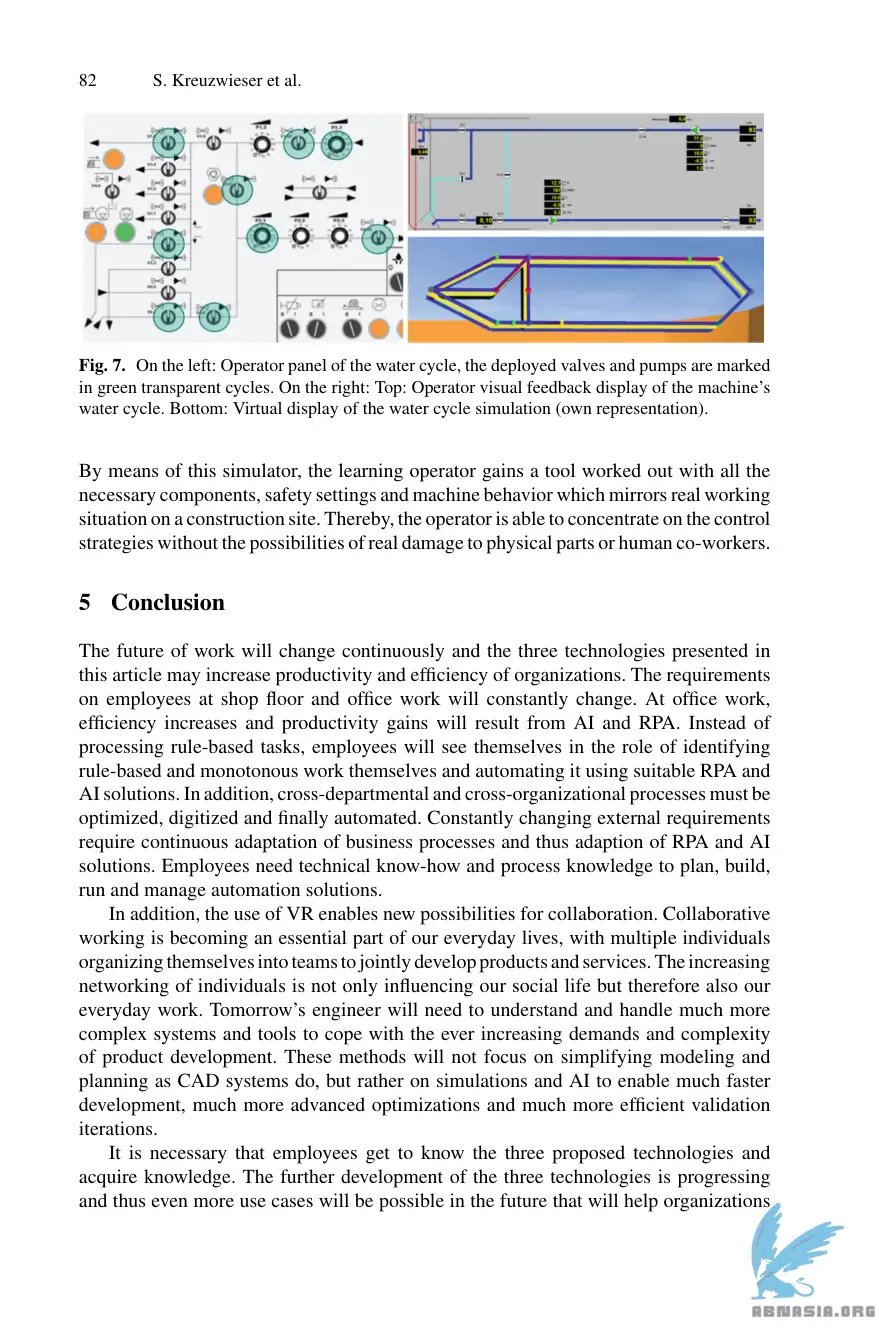 82 S. Kreuzwieser et al.
P1.2
P1.1
P2.1
P2.2
P2.3
0,10
93
93
Fig. 7. On the left: Operator panel of the water cycle, the deployed valves and pumps are marked
in green transparent cycles. On the right: Top: Operator visual feedback display of the machine's
water cycle. Bottom: Virtual display of the water cycle simulation (own representation).
By means of this simulator, the learning operator gains a tool worked out with all the
necessary components, safety settings and machine behavior which mirrors real working
situation on a construction site. Thereby, the operator is able to concentrate on the control
strategies without the possibilities of real damage to physical parts or human co-workers.
5 Conclusion
The future of work will change continuously and the three technologies presented in
this article may increase productivity and efficiency of organizations. The requirements
on employees at shop floor and office work will constantly change. At office work,
efficiency increases and productivity gains will result from AI and RPA. Instead of
processing rule-based tasks, employees will see themselves in the role of identifying
rule-based and monotonous work themselves and automating it using suitable RPA and
AI solutions. In addition, cross-departmental and cross-organizational processes must be
optimized, digitized and finally automated. Constantly changing external requirements
require continuous adaptation of business processes and thus adaption of RPA and AI
solutions. Employees need technical know-how and process knowledge to plan, build,
run and manage automation solutions.
In addition, the use of VR enables new possibilities for collaboration. Collaborative
working is becoming an essential part of our everyday lives, with multiple individuals
organizing themselves into teams to jointly develop products and services. The increasing
networking of individuals is not only influencing our social life but therefore also our
everyday work. Tomorrow's engineer will need to understand and handle much more
complex systems and tools to cope with the ever increasing demands and complexity
of product development. These methods will not focus on simplifying modeling and
planning as CAD systems do, but rather on simulations and AI to enable much faster
development, much more advanced optimizations and much more efficient validation
iterations.
It is necessary that employees get to know the three proposed technologies and
acquire knowledge. The further development of the three technologies is progressing
and thus even more use cases will be possible in the future that will help organizations
ABNASIA.ORG